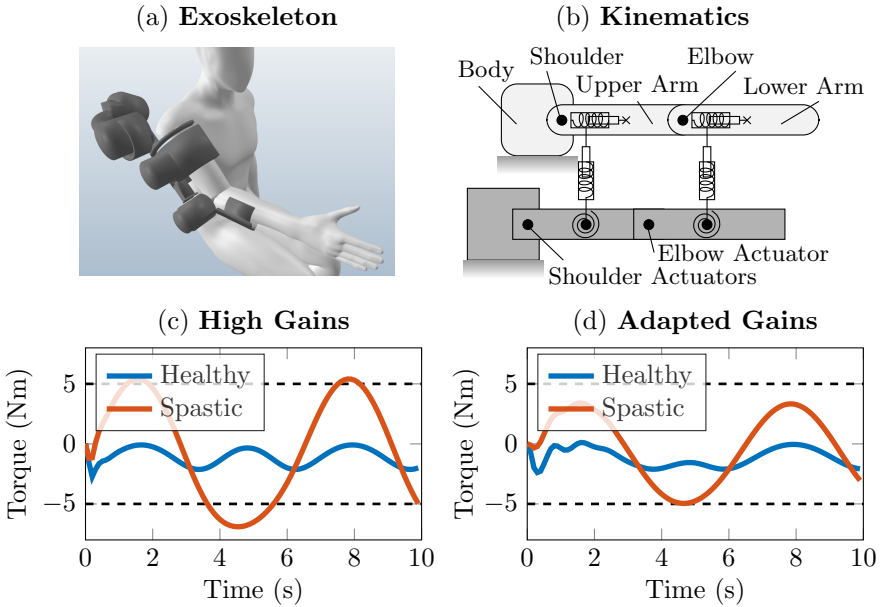 (a) Exoskeleton
(b) Kinematics
Shoulder
Elbow
Body
Upper Arm
Lower Arm
Elbow Actuator
Shoulder Actuators
(c) High Gains
Healthy
Spastic
5
0
−5
Torque (Nm)
0 2 4 6 8 10
Time (s)
(d) Adapted Gains
Healthy
Spastic
5
0
−5
Torque (Nm)
0 2 4 6 8 10
Time (s)